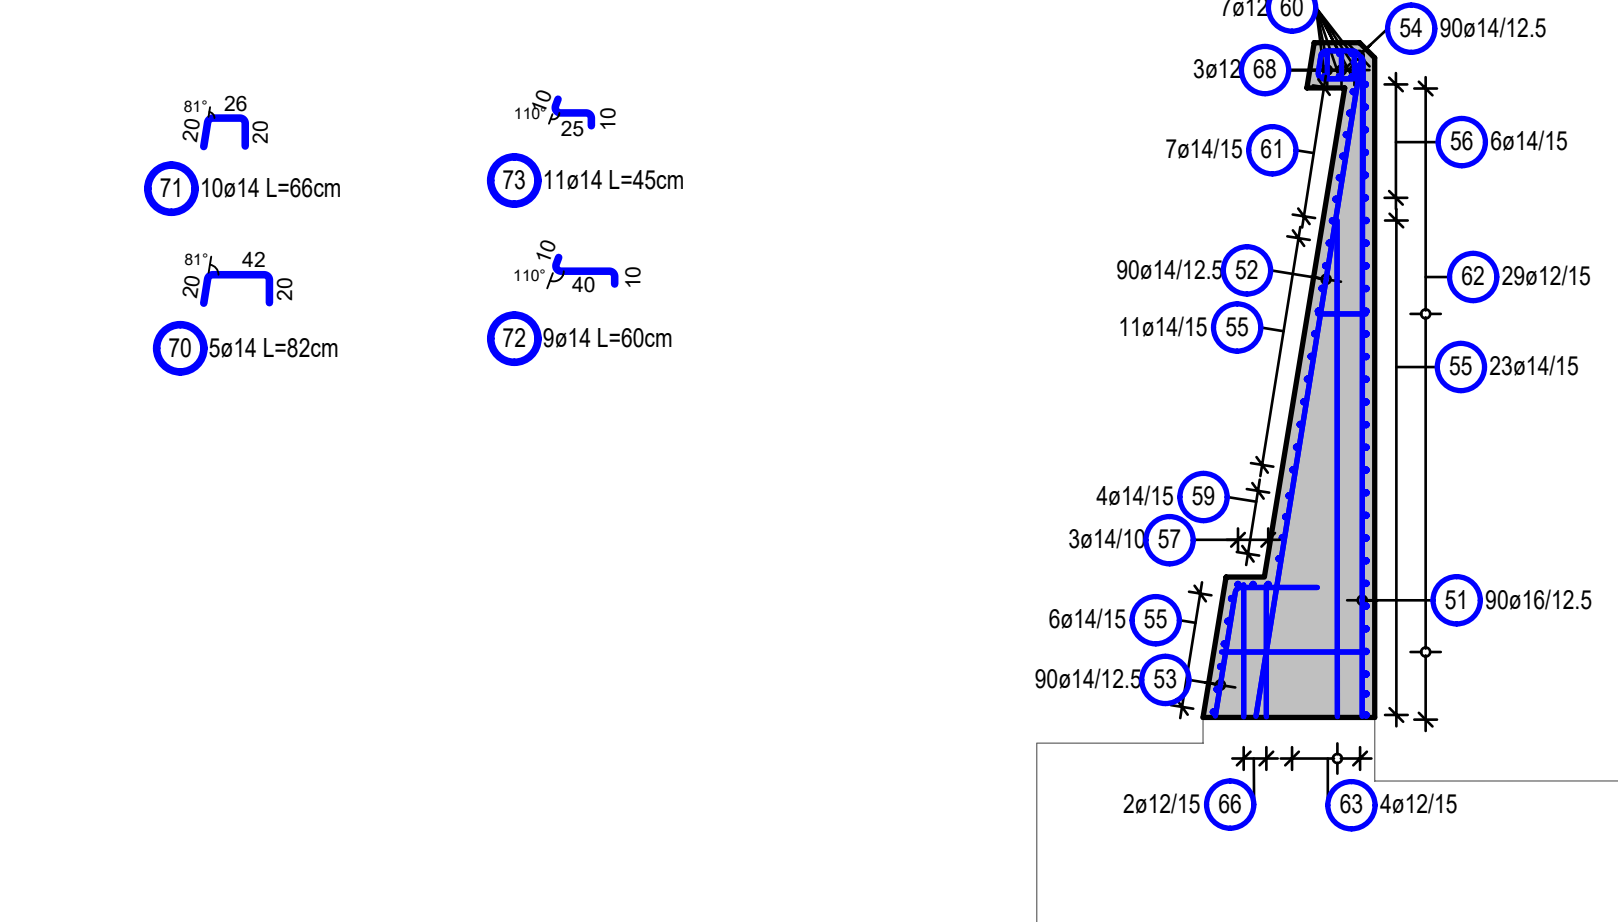 81° 26
20 20
71 10ø14 L=66cm
81° 42
20 20
70 5ø14 L=82cm
10
110° 25 10
73 11ø14 L=45cm
10
110° 40 10
72 9ø14 L=60cm
7ø12 60
54 90ø14/12.5
3ø12 68
7ø14/15 61
56 6ø14/15
90ø14/12.5 52
62 29ø12/15
11ø14/15 55
55 23ø14/15
4ø14/15 59
3ø14/10 57
51 90ø16/12.5
6ø14/15 55
90ø14/12.5 53
2ø12/15 66
63 4ø12/15